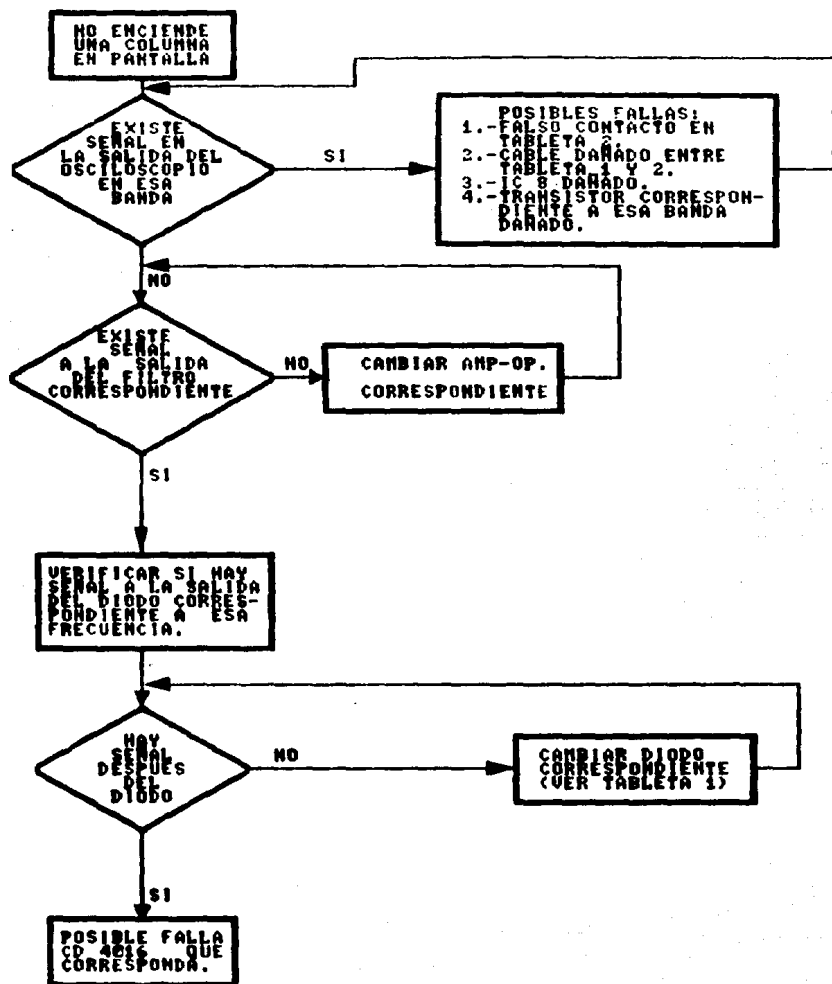 NO ENCIENDE
UNA COLUMNA
EN PANTALLA
EXISTE
SEÑAL EN
LA SALIDA DEL
OSCILOSCOPIO
EN ESA
BANDA
SI
POSIBLES FALLAS:
1.-FALSO CONTACTO EN
TABLETA 2.
2.-CABLE DAÑADO ENTRE
TABLETA 1 Y 2.
3.-IC 8 DAÑADO.
4.-TRANSISTOR CORRESPON-
DIENTE A ESA BANDA
DAÑADO.
NO
EXISTE
SEÑAL
A LA SALIDA
DEL FILTRO
CORRESPONDIENTE
NO
CAMBIAR AMP-OP.
CORRESPONDIENTE
SI
VERIFICAR SI HAY
SEÑAL A LA SALIDA
DEL DIODO CORRES-
PONDIENTE A ESA
FRECUENCIA.
HAY
SEÑAL
DESPUES
DEL
DIODO
NO
CAMBIAR DIODO
CORRESPONDIENTE
(VER TABLETA 1)
SI
POSIBLE FALLA
CD 4016 QUE
CORRESPONDA.